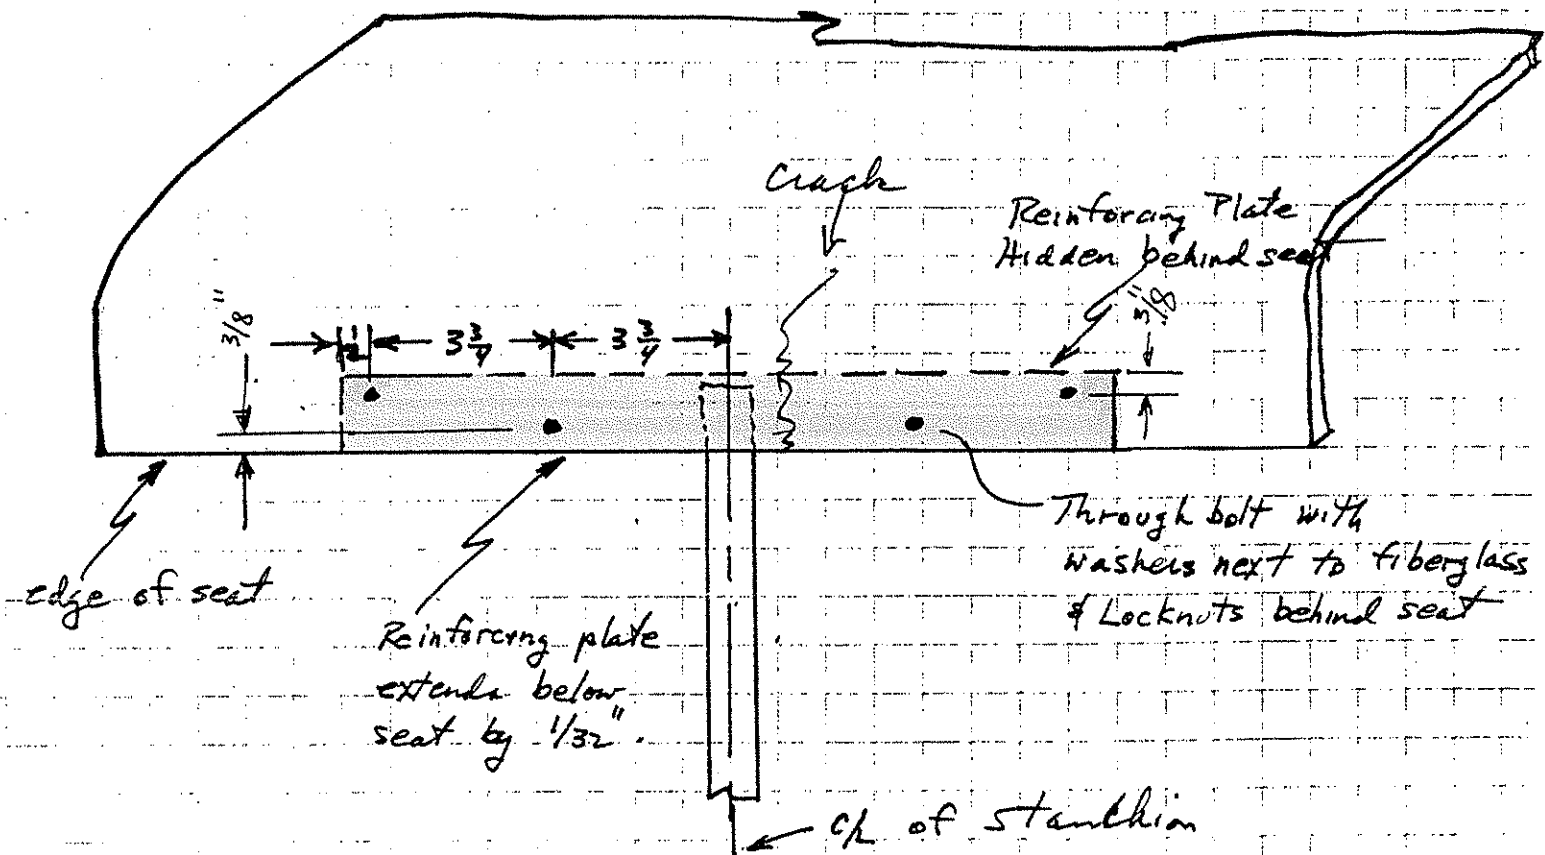 Crack
Reinforcing Plate
Hidden behind seat
3/8"
3/8"
1/2
3 3/4
3 3/4
Through bolt with
washers next to fiberglass
& Locknuts behind seat
edge of seat
Reinforcing plate
extends below
seat by 1/32".
C/L of stanchion